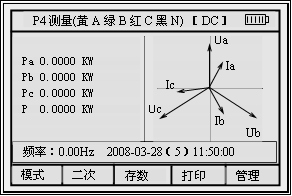 P4测量(黄A绿B红C黑N) [DC]
Ua
Ia
Pa 0.0000 KW
Pb 0.0000 KW
Pc 0.0000 KW
P 0.0000 KW
Ic
Uc
Ib
Ub
频率：0.00Hz 2008-03-28(5)11:50:00
模式 二次 存数 打印 管理